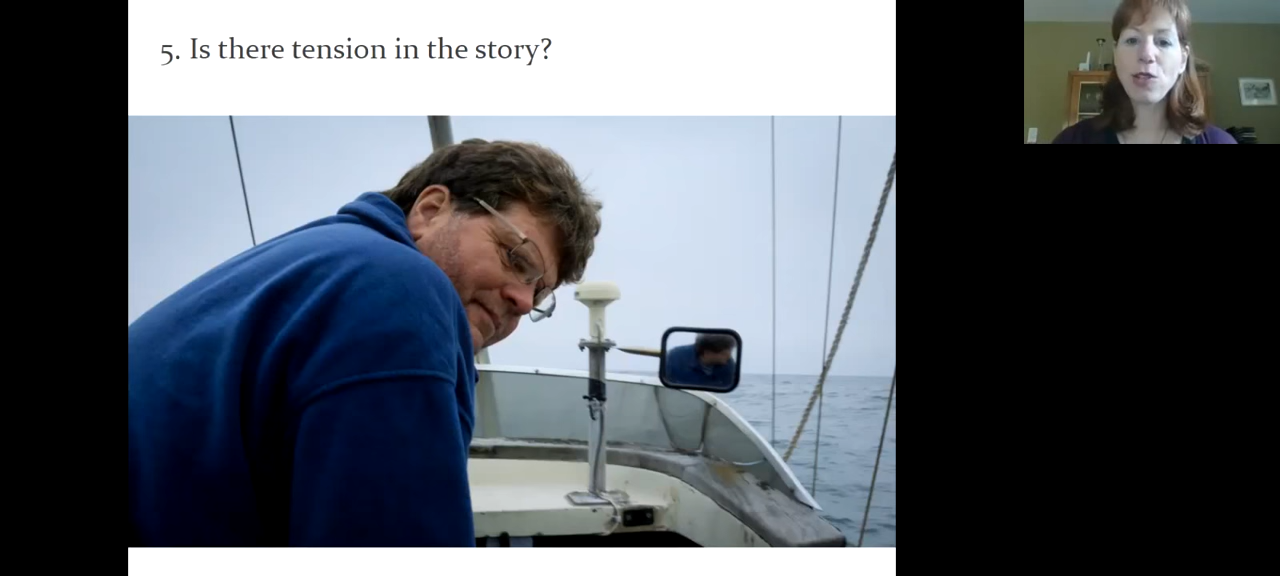 5. Is there tension in the story?